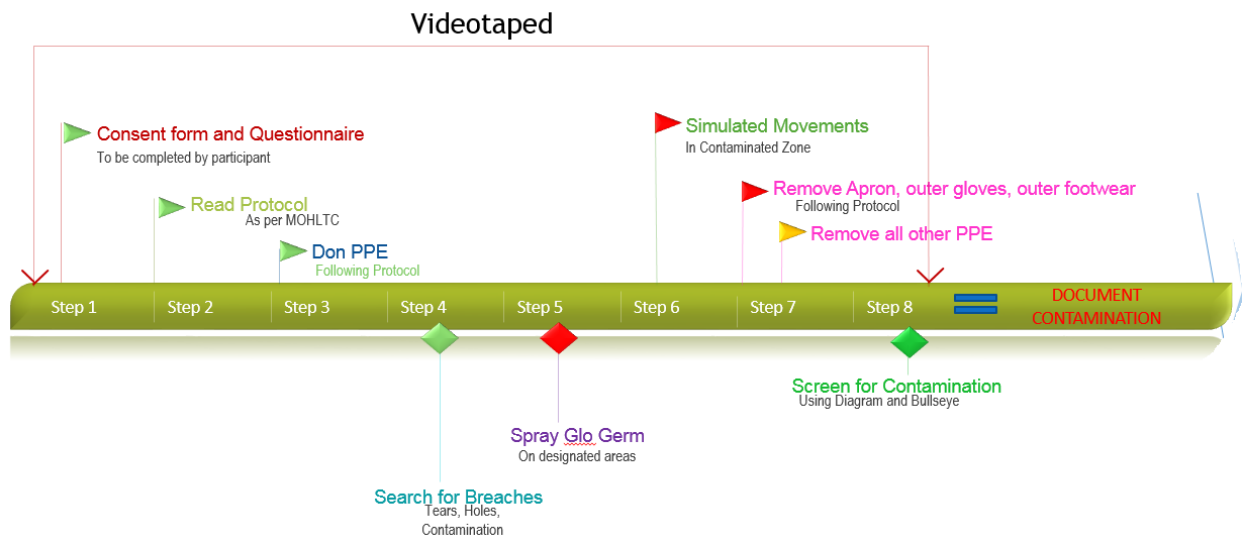 Videotaped
Consent form and Questionnaire
To be completed by participant
Simulated Movements
In Contaminated Zone
Read Protocol
As per MOHLTC
Remove Apron, outer gloves, outer footwear
Following Protocol
Don PPE
Following Protocol
Remove all other PPE
Step 1
Step 2
Step 3
Step 4
Step 5
Step 6
Step 7
Step 8
DOCUMENT
CONTAMINATION
Screen for Contamination
Using Diagram and Bullseye
Spray Glo Germ
On designated areas
Search for Breaches
Tears, Holes,
Contamination